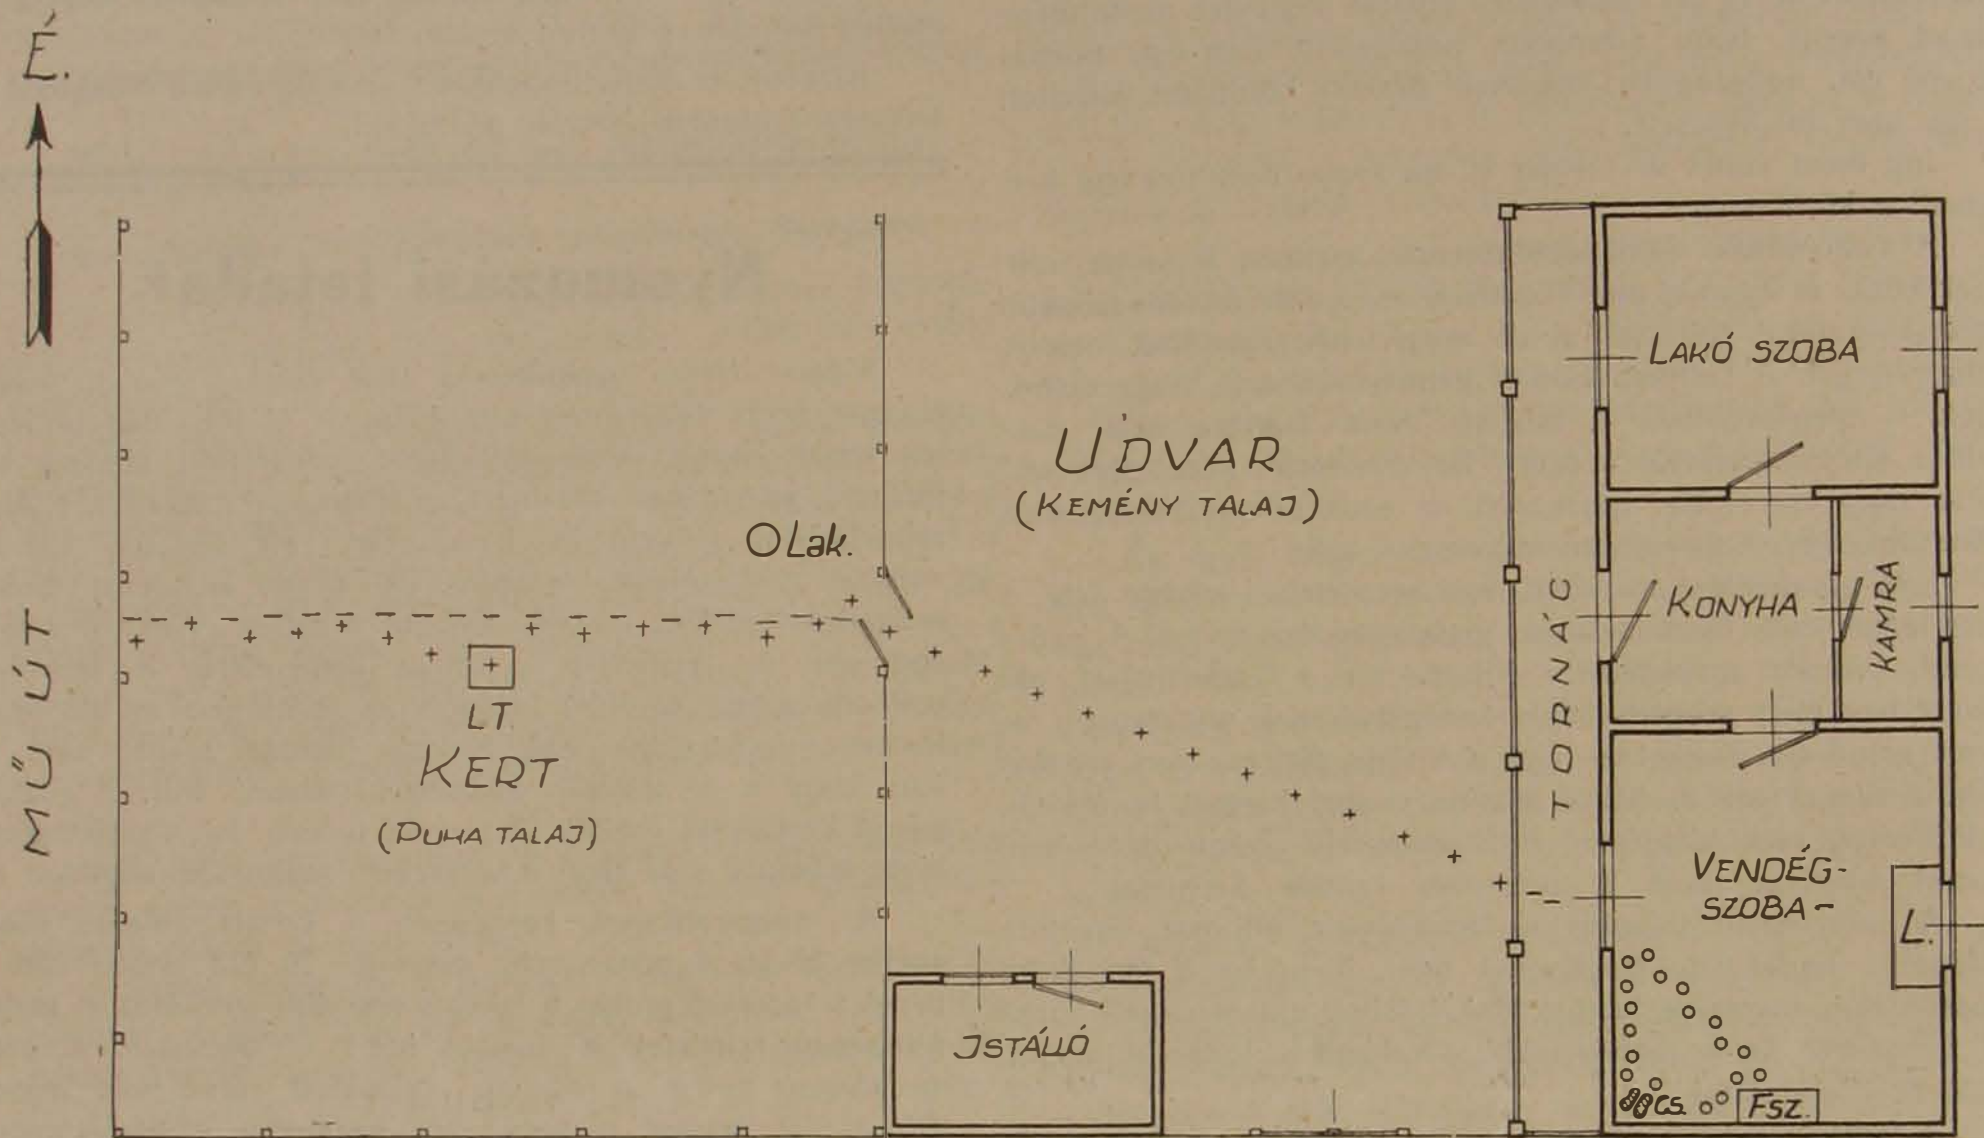 É.
LAKÓ SZOBA
UDVAR
(KEMÉNY TALAJ)
Lak.
KONYHA
KAMRA
TORNÁC
MŰ ÚT
LT.
KERT
(PUHA TALAJ)
VENDÉG-
SZOBA-
L.
ISTÁLLÓ
CS.
FSZ.